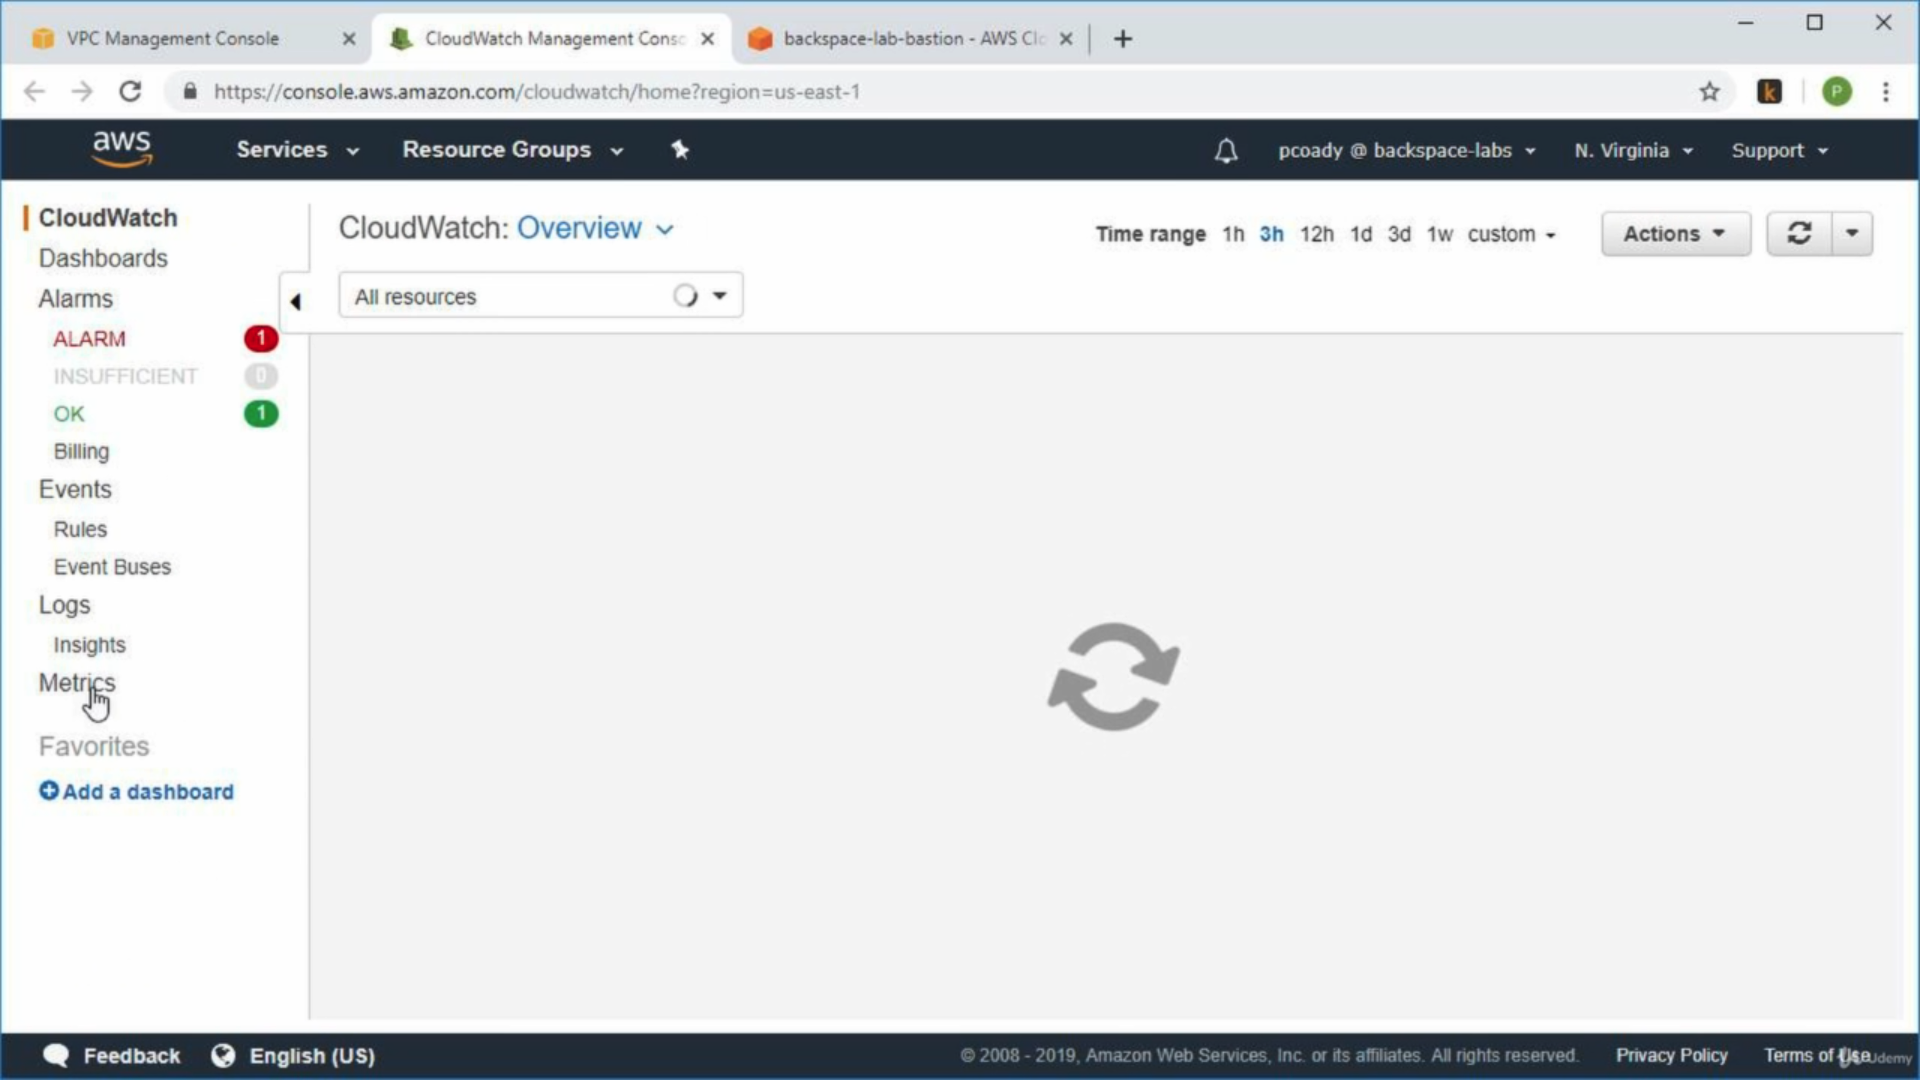 VPC Management Console
CloudWatch Management Cons
backspace-lab-bastion - AWS Clo
https://console.aws.amazon.com/cloudwatch/home?region=us-east-1
k
P
aws
Services
Resource Groups
pcoady @ backspace-labs
N. Virginia
Support
CloudWatch
Dashboards
Alarms
ALARM 1
INSUFFICIENT 0
OK 1
Billing
Events
Rules
Event Buses
Logs
Insights
Metrics
Favorites
Add a dashboard
CloudWatch: Overview
Time range 1h 3h 12h 1d 3d 1w custom
Actions
All resources
Feedback
English (US)
© 2008 - 2019, Amazon Web Services, Inc. or its affiliates. All rights reserved.
Privacy Policy
Terms of Use
Udemy